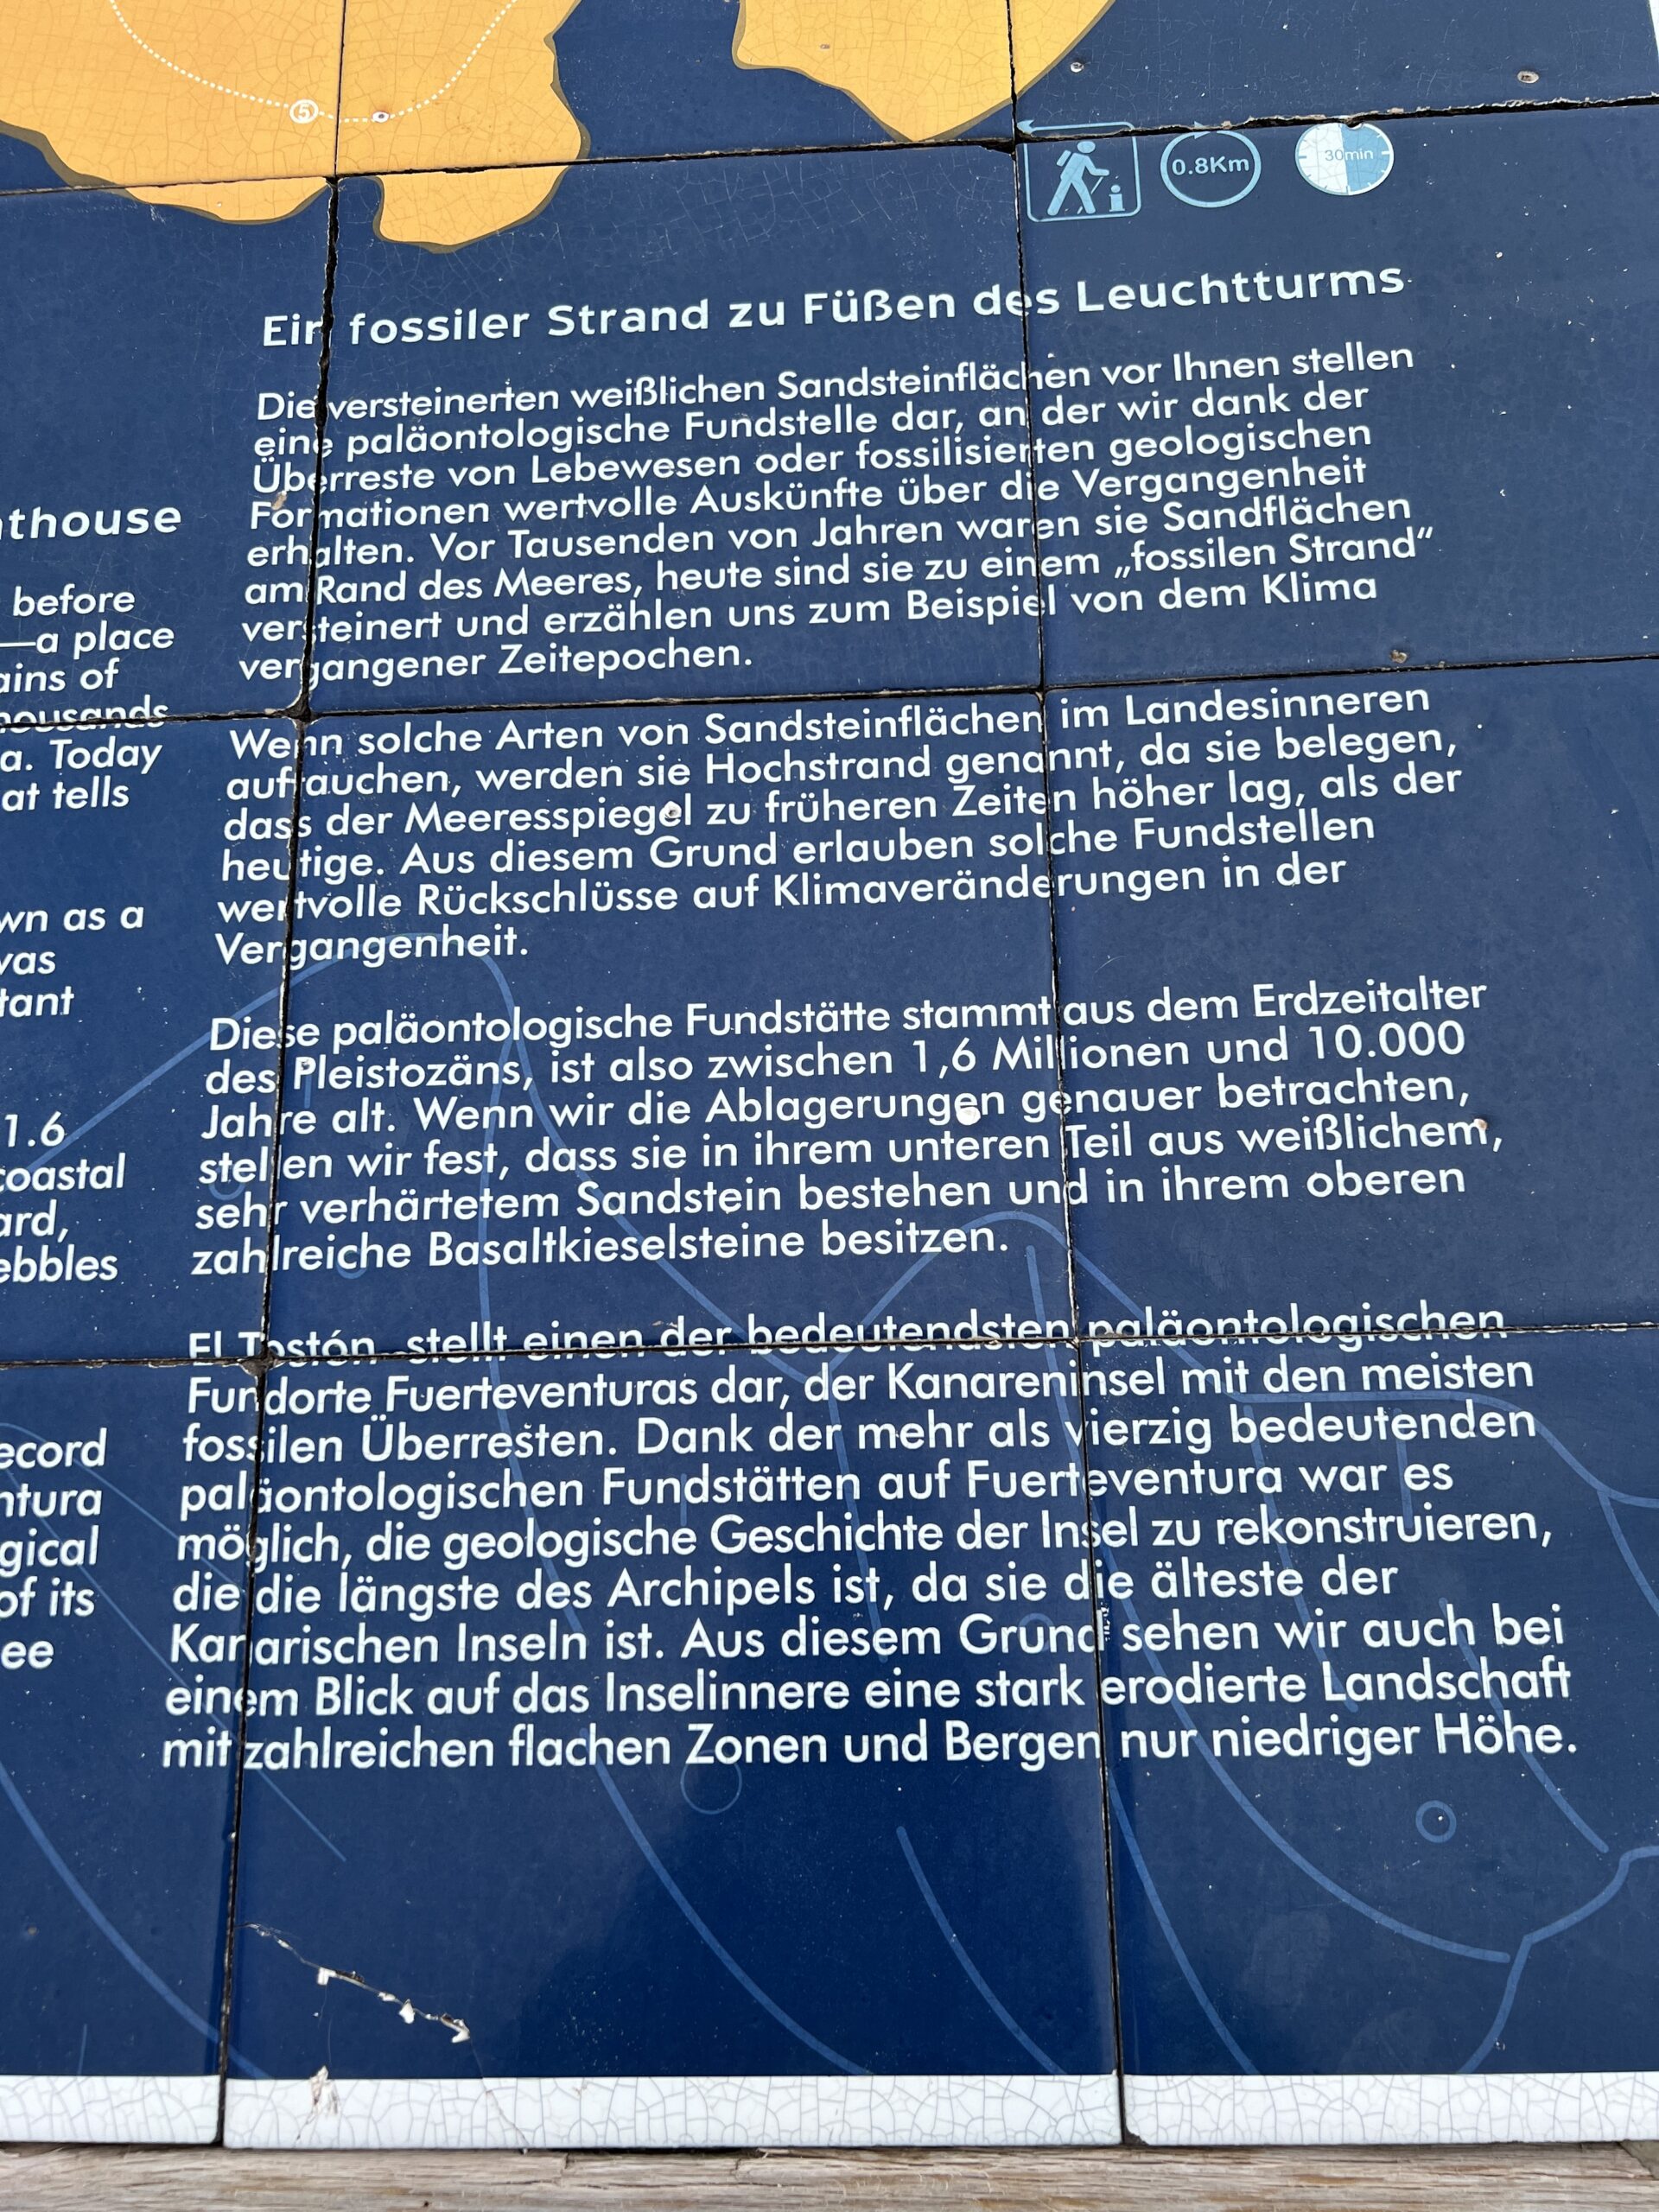 5
0.8Km
30min
Ein fossiler Strand zu Füßen des Leuchtturms
Die versteinerten weißlichen Sandsteinflächen vor Ihnen stellen
eine paläontologische Fundstelle dar, an der wir dank der
Überreste von Lebewesen oder fossilisierten geologischen
Formationen wertvolle Auskünfte über die Vergangenheit
erhalten. Vor Tausenden von Jahren waren sie Sandflächen
am Rand des Meeres, heute sind sie zu einem „fossilen Strand“
versteinert und erzählen uns zum Beispiel von dem Klima
vergangener Zeitepochen.
Wenn solche Arten von Sandsteinflächen im Landesinneren
auftauchen, werden sie Hochstrand genannt, da sie belegen,
dass der Meeresspiegel zu früheren Zeiten höher lag, als der
heutige. Aus diesem Grund erlauben solche Fundstellen
wertvolle Rückschlüsse auf Klimaveränderungen in der
Vergangenheit.
Diese paläontologische Fundstätte stammt aus dem Erdzeitalter
des Pleistozäns, ist also zwischen 1,6 Millionen und 10.000
Jahre alt. Wenn wir die Ablagerungen genauer betrachten,
stellen wir fest, dass sie in ihrem unteren Teil aus weißlichem,
sehr verhärtetem Sandstein bestehen und in ihrem oberen
zahlreiche Basaltkieselsteine besitzen.
El Tostón stellt einen der bedeutendsten paläontologischen
Fundorte Fuerteventuras dar, der Kanareninsel mit den meisten
fossilen Überresten. Dank der mehr als vierzig bedeutenden
paläontologischen Fundstätten auf Fuerteventura war es
möglich, die geologische Geschichte der Insel zu rekonstruieren,
die die längste des Archipels ist, da sie die älteste der
Kanarischen Inseln ist. Aus diesem Grund sehen wir auch bei
einem Blick auf das Inselinnere eine stark erodierte Landschaft
mit zahlreichen flachen Zonen und Bergen nur niedriger Höhe.
thouse
before
—a place
ains of
housands
a. Today
at tells
wn as a
vas
tant
1.6
coastal
ard,
ebbles
ecord
ntura
gical
of its
ee